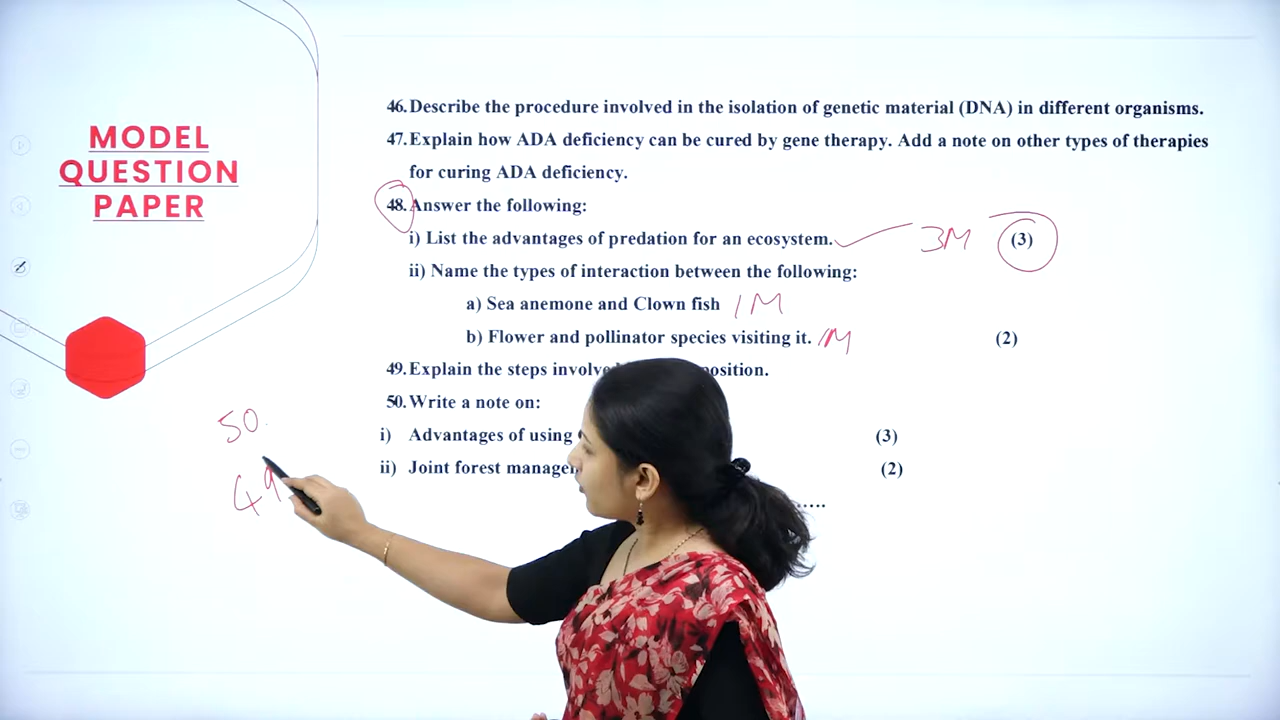 MODEL
QUESTION
PAPER
46. Describe the procedure involved in the isolation of genetic material (DNA) in different organisms.
47. Explain how ADA deficiency can be cured by gene therapy. Add a note on other types of therapies
for curing ADA deficiency.
48. Answer the following:
i) List the advantages of predation for an ecosystem. 3M (3)
ii) Name the types of interaction between the following:
a) Sea anemone and Clown fish 1M
b) Flower and pollinator species visiting it. 1M (2)
49. Explain the steps
50. Write a note on:
i) Advantages of using (3)
ii) Joint forest (2)
.....
50.
49